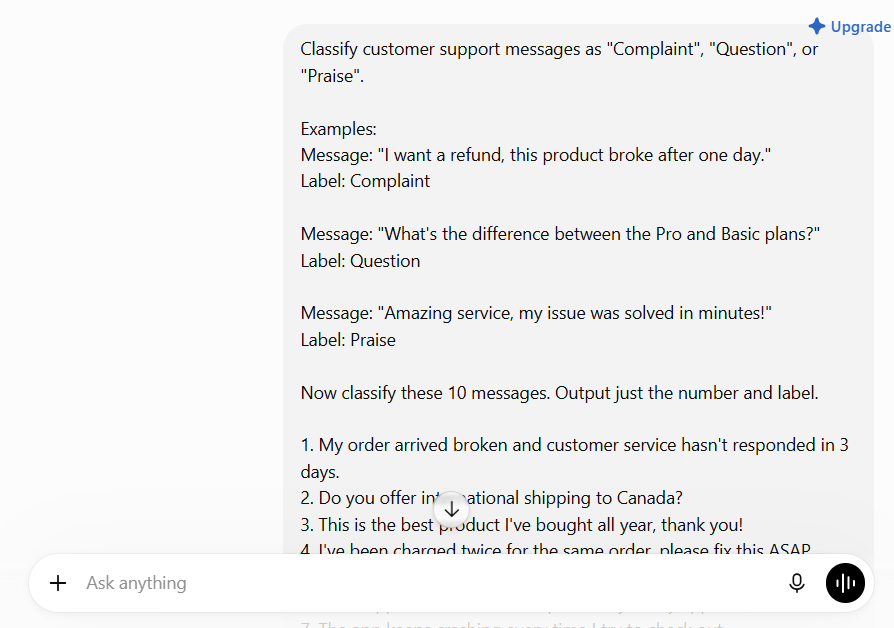 Upgrade
Classify customer support messages as "Complaint", "Question", or
"Praise".
Examples:
Message: "I want a refund, this product broke after one day."
Label: Complaint
Message: "What's the difference between the Pro and Basic plans?"
Label: Question
Message: "Amazing service, my issue was solved in minutes!"
Label: Praise
Now classify these 10 messages. Output just the number and label.
1. My order arrived broken and customer service hasn't responded in 3
days.
2. Do you offer international shipping to Canada?
3. This is the best product I've bought all year, thank you!
4. I've been charged twice for the same order, please fix this ASAP
Ask anything
7. The app keeps crashing every time I try to check out.